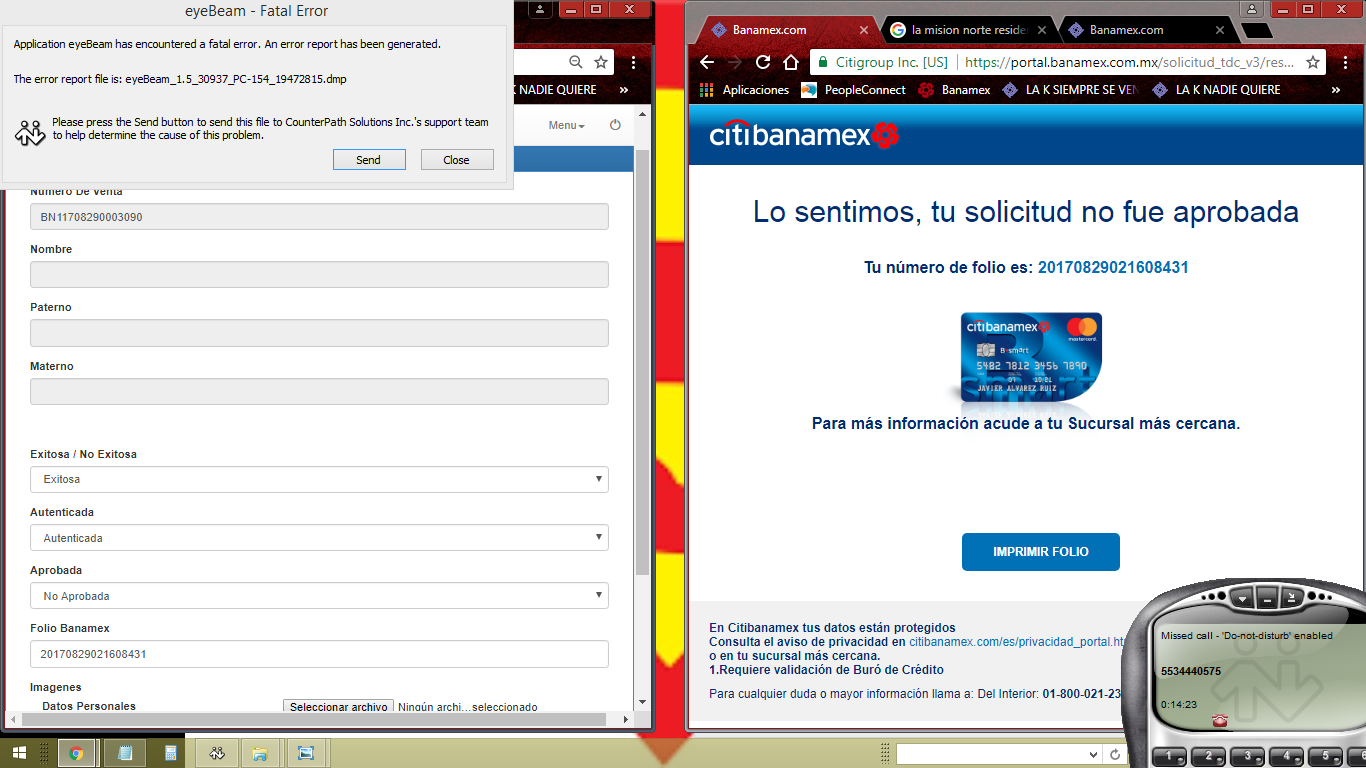 eyeBeam - Fatal Error
Application eyeBeam has encountered a fatal error. An error report has been generated.
The error report file is: eyeBeam_1.5_30937_PC-154_19472815.dmp
Please press the Send button to send this file to CounterPath Solutions Inc.'s support team
to help determine the cause of this problem.
Send Close
K NADIE QUIERE »
Menu
Numero De Venta
BN11708290003090
Nombre
Paterno
Materno
Exitosa / No Exitosa
Exitosa
Autenticada
Autenticada
Aprobada
No Aprobada
Folio Banamex
20170829021608431
Imagenes
Datos Personales Seleccionar archivo Ningún archi...seleccionado
Banamex.com la mision norte reside Banamex.com
Citigroup Inc. [US] https://portal.banamex.com.mx/solicitud_tdc_v3/res...
Aplicaciones PeopleConnect Banamex LA K SIEMPRE SE VEN LA K NADIE QUIERE »
citibanamex
Lo sentimos, tu solicitud no fue aprobada
Tu número de folio es: 20170829021608431
citibanamex
mastercard.
B•smart
5482 7812 3456 7890
JAVIER ALVAREZ RUIZ
Para más información acude a tu Sucursal más cercana.
IMPRIMIR FOLIO
En Citibanamex tus datos están protegidos
Consulta el aviso de privacidad en citibanamex.com/es/privacidad_portal.ht
o en tu sucursal más cercana.
1.Requiere validación de Buró de Crédito
Para cualquier duda o mayor información llama a: Del Interior: 01-800-021-23
Missed call - 'Do-not-disturb' enabled
5534440575
0:14:23
1 2 3 4 5 6